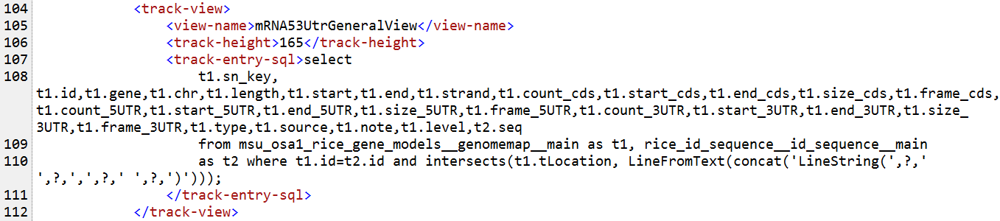 104 <track-view>
105 <view-name>mRNA53UtrGeneralView</view-name>
106 <track-height>165</track-height>
107 <track-entry-sql>select
108 t1.sn_key,
t1.id,t1.gene,t1.chr,t1.length,t1.start,t1.end,t1.strand,t1.count_cds,t1.start_cds,t1.end_cds,t1.size_cds,t1.frame_cds,
t1.count_5UTR,t1.start_5UTR,t1.end_5UTR,t1.size_5UTR,t1.frame_5UTR,t1.count_3UTR,t1.start_3UTR,t1.end_3UTR,t1.size_
3UTR,t1.frame_3UTR,t1.type,t1.source,t1.note,t1.level,t2.seq
109 from msu_osa1_rice_gene_models__genomemap__main as t1, rice_id_sequence__id_sequence__main
110 as t2 where t1.id=t2.id and intersects(t1.tLocation, LineFromText(concat('LineString(',?,'
',?,',',?,' ',?,')')));
111 </track-entry-sql>
112 </track-view>